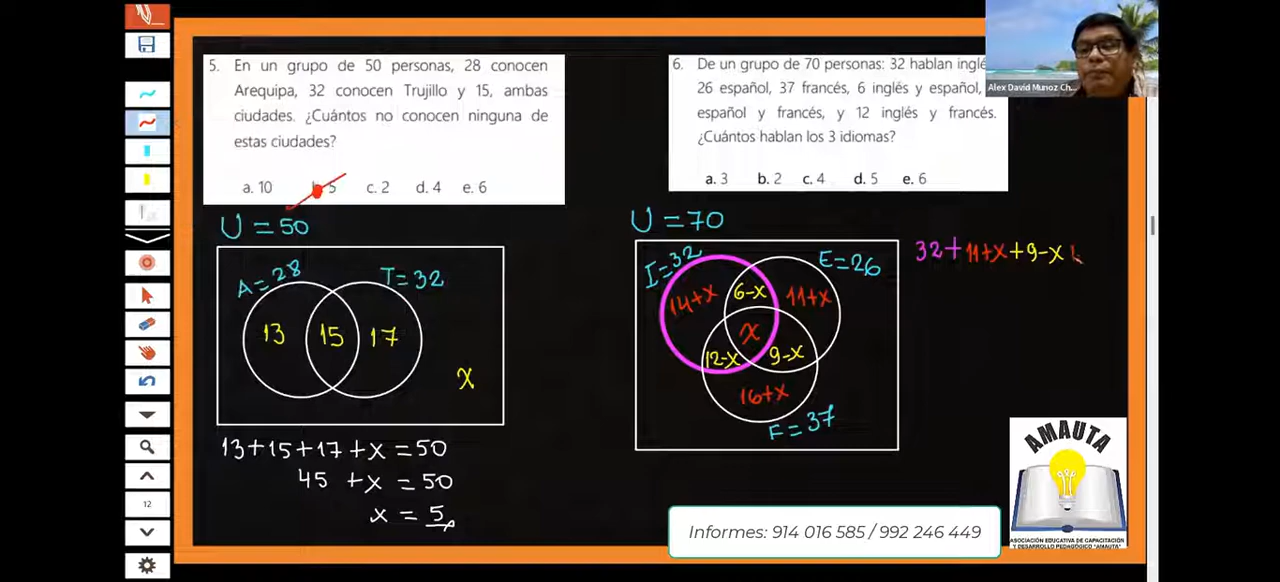 5. En un grupo de 50 personas, 28 conocen
Arequipa, 32 conocen Trujillo y 15, ambas
ciudades. ¿Cuántos no conocen ninguna de
estas ciudades?
a. 10 b. 5 c. 2 d. 4 e. 6
U = 50
A = 28
T = 32
13 15 17
x
13+15+17+x = 50
45 + x = 50
x = 5
6. De un grupo de 70 personas: 32 hablan inglé
26 español, 37 francés, 6 inglés y español,
español y francés, y 12 inglés y francés.
¿Cuántos hablan los 3 idiomas?
a. 3 b. 2 c. 4 d. 5 e. 6
U = 70
I = 32
E = 26
14+x 6-x 11+x
x
12-x 9-x
16+x
F = 37
32+11+x+9-x
Alex David Munoz Ch...
12
AMAUTA
ASOCIACIÓN EDUCATIVA DE CAPACITACIÓN
Y DESARROLLO PEDAGÓGICO "AMAUTA"
Informes: 914 016 585 / 992 246 449